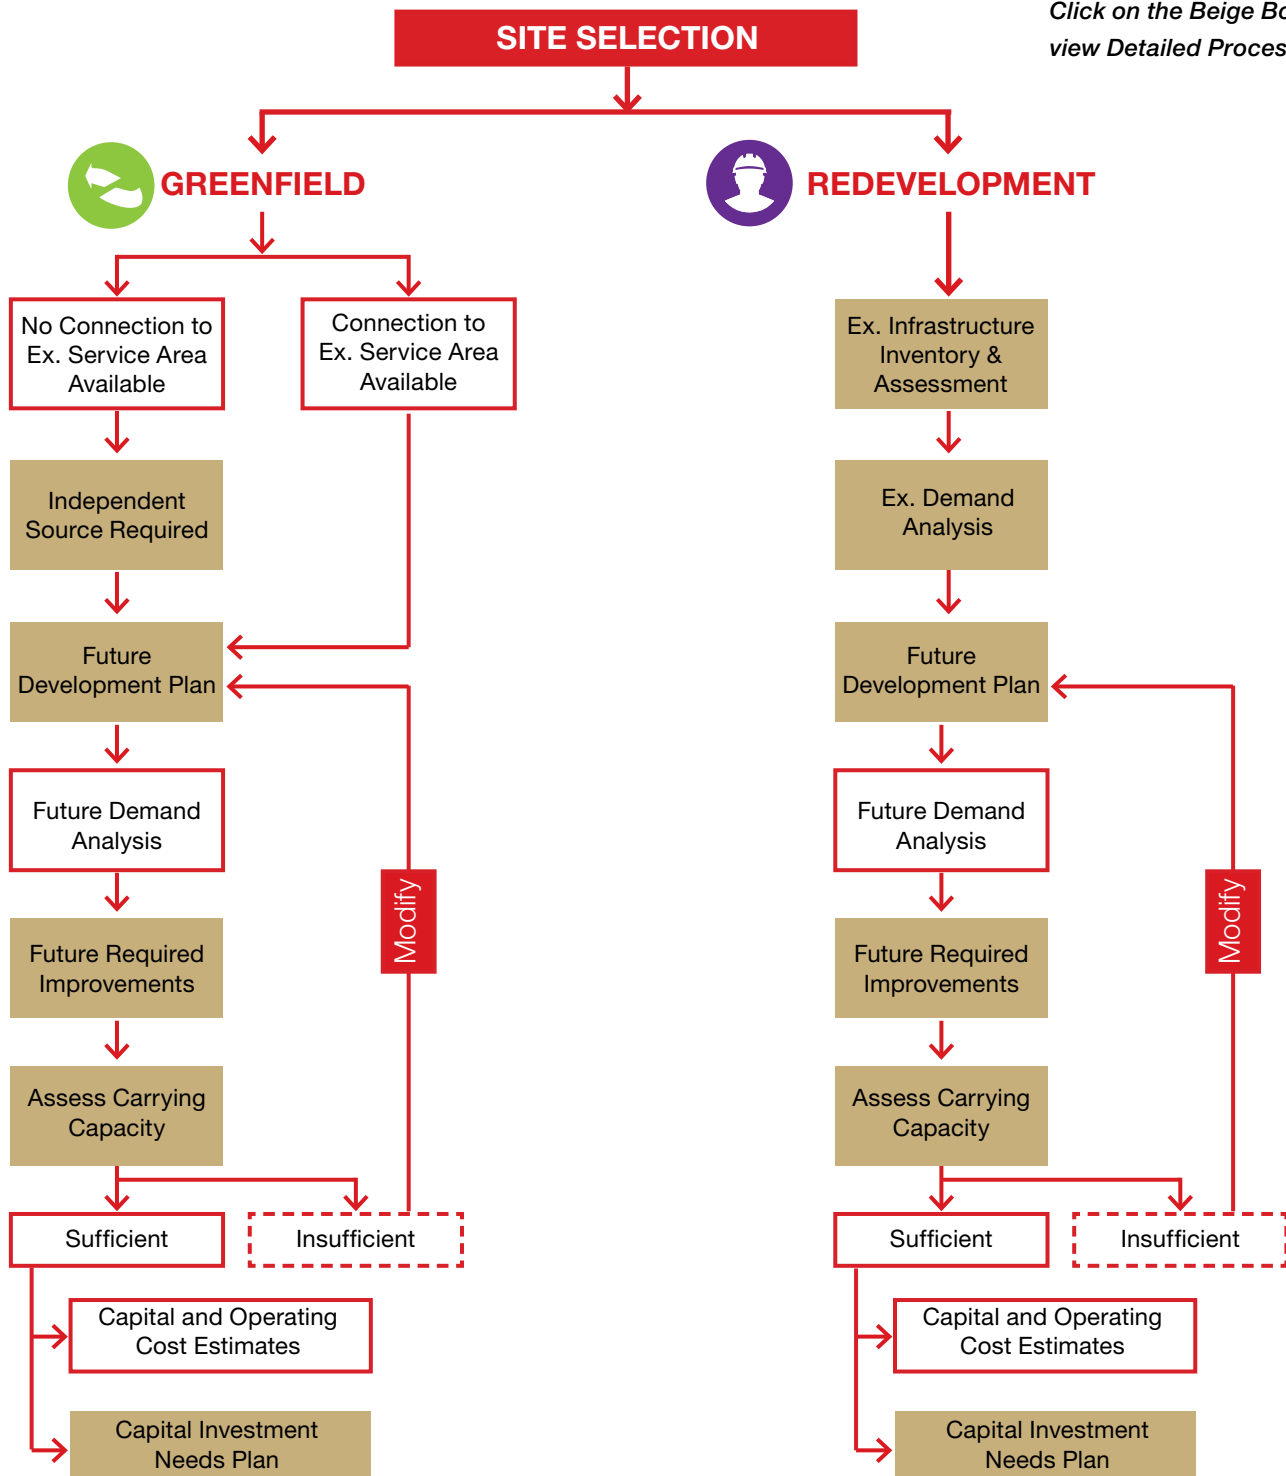 Click on the Beige
view Detailed
SITE SELECTION
GREENFIELD
REDEVELOPMENT
No Connection to
Ex. Service Area
Available
Connection to
Ex. Service Area
Available
Independent
Source Required
Future
Development Plan
Future Demand
Analysis
Future Required
Improvements
Assess Carrying
Capacity
Modify
Sufficient
Insufficient
Capital and Operating
Cost Estimates
Capital Investment
Needs Plan
Ex. Infrastructure
Inventory &
Assessment
Ex. Demand
Analysis
Future
Development Plan
Future Demand
Analysis
Future Required
Improvements
Assess Carrying
Capacity
Modify
Sufficient
Insufficient
Capital and Operating
Cost Estimates
Capital Investment
Needs Plan